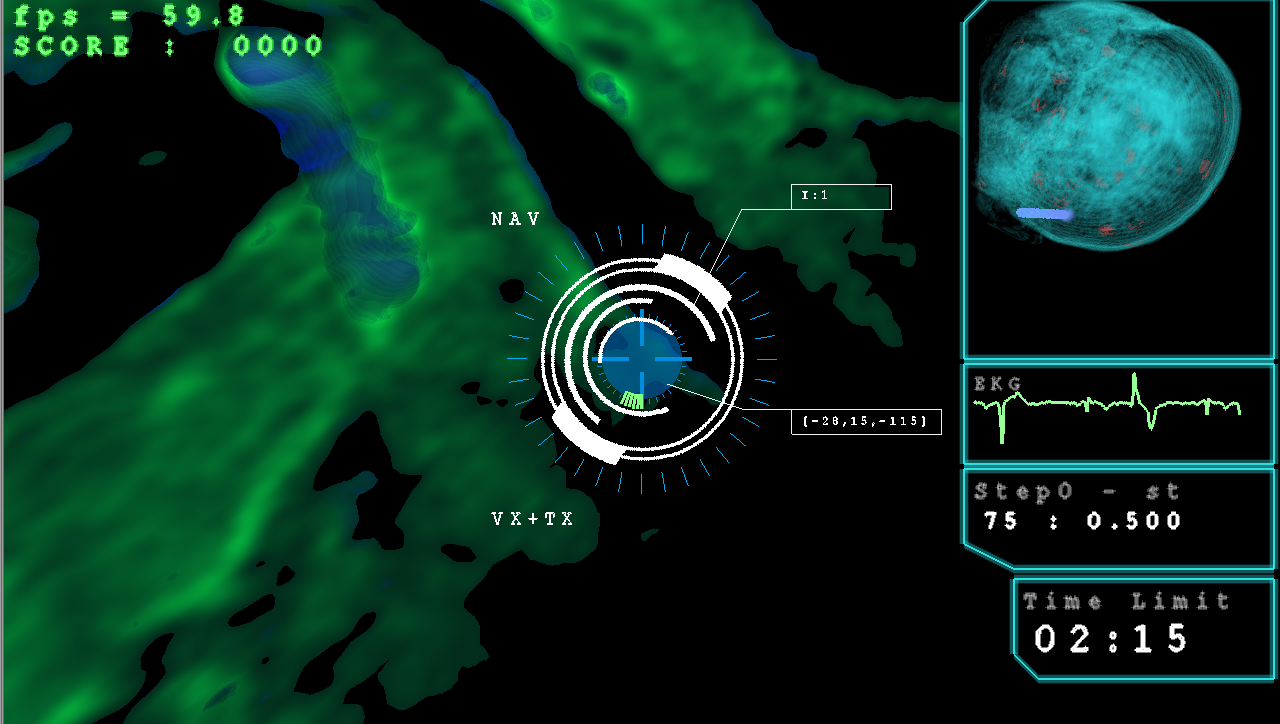 fps = 59.8
SCORE : 0000
I:1
NAV
EKG
(-28,15,-115)
Step0 - st
75 : 0.500
VX+TX
Time Limit
02:15